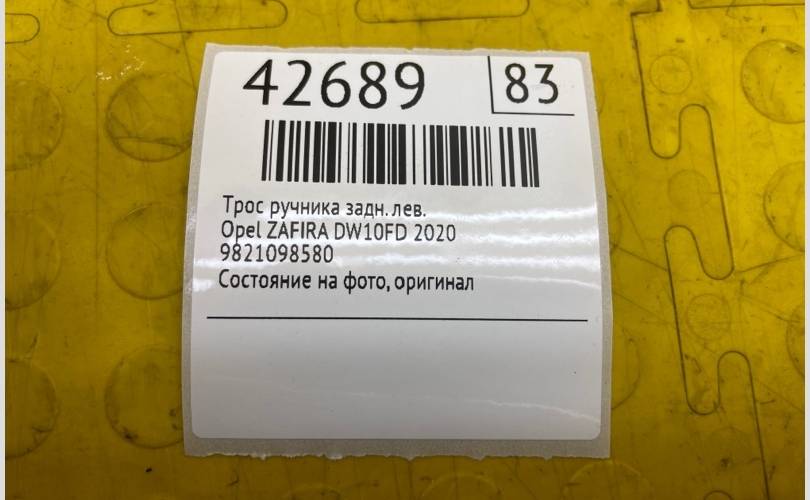 42689 83
Трос ручника задн. лев.
Opel ZAFIRA DW10FD 2020
9821098580
Состояние на фото, оригинал